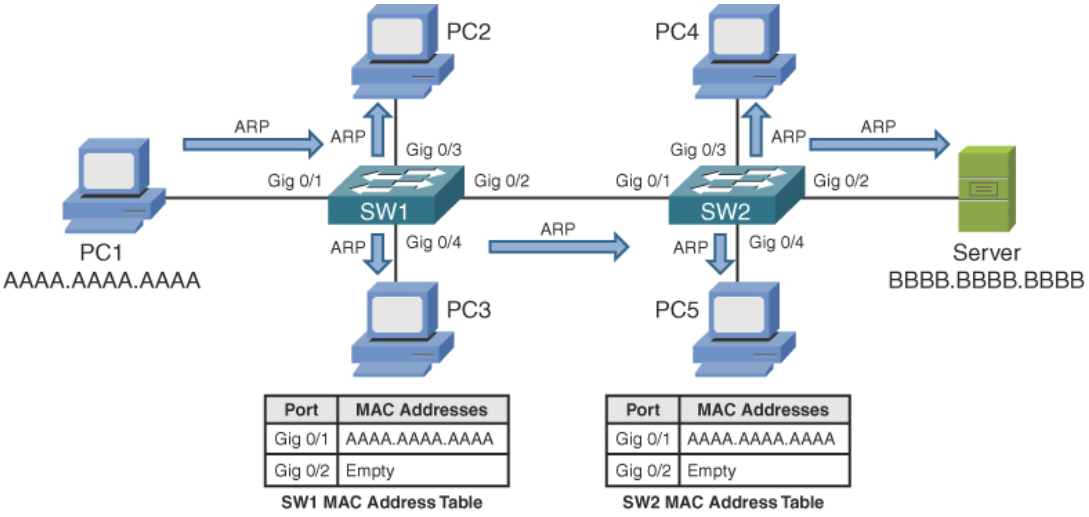 PC2
PC4
ARP
ARP
ARP
ARP
Gig 0/3
Gig 0/3
Gig 0/1
Gig 0/2
Gig 0/1
Gig 0/2
SW1
SW2
ARP
Gig 0/4
ARP
ARP
Gig 0/4
PC1
AAAA.AAAA.AAAA
Server
BBBB.BBBB.BBBB
PC3
PC5
Port MAC Addresses
Gig 0/1 AAAA.AAAA.AAAA
Gig 0/2 Empty
SW1 MAC Address Table
Port MAC Addresses
Gig 0/1 AAAA.AAAA.AAAA
Gig 0/2 Empty
SW2 MAC Address Table